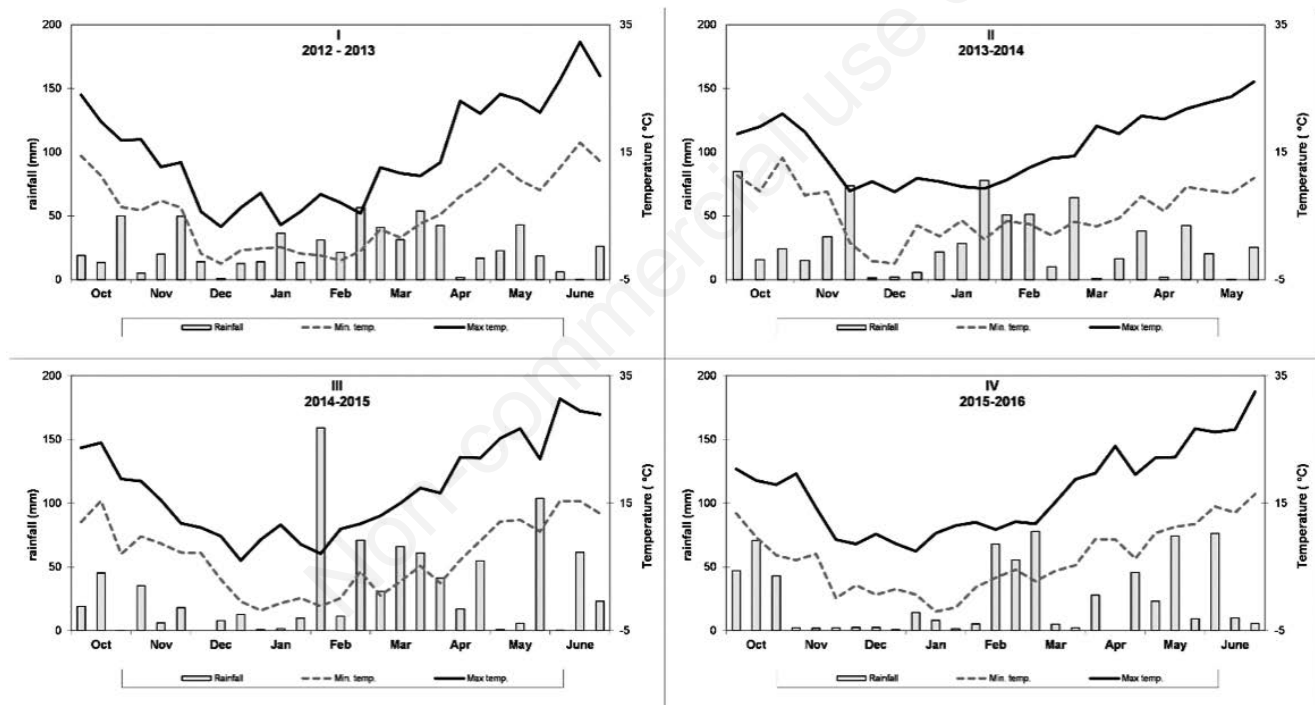 I
2012 - 2013
200
150
100
50
0
rainfall (mm)
35
15
-5
Temperature ( °C)
Oct Nov Dec Jan Feb Mar Apr May June
Rainfall Min. temp. Max temp.
II
2013-2014
200
150
100
50
0
rainfall (mm)
35
15
-5
Temperature ( °C)
Oct Nov Dec Jan Feb Mar Apr May
Rainfall Min. temp. Max temp.
III
2014-2015
200
150
100
50
0
rainfall (mm)
35
15
-5
Temperature ( °C)
Oct Nov Dec Jan Feb Mar Apr May June
Rainfall Min. temp. Max temp.
IV
2015-2016
200
150
100
50
0
rainfall (mm)
35
15
-5
Temperature ( °C)
Oct Nov Dec Jan Feb Mar Apr May June
Rainfall Min. temp. Max temp.
Non-commercial use